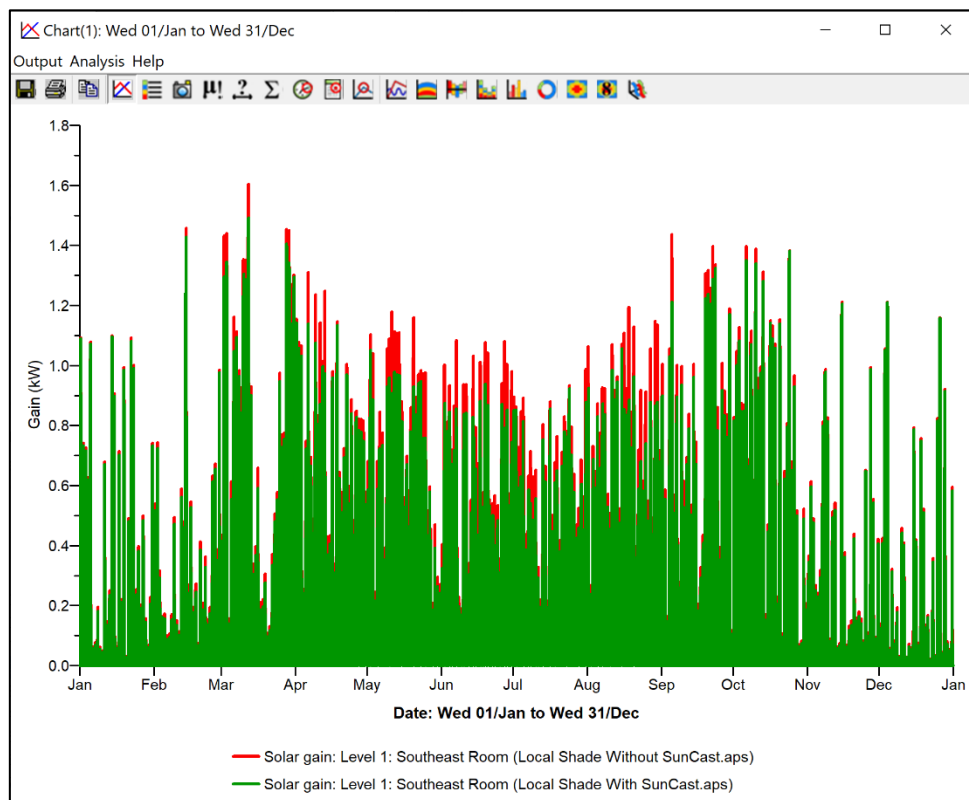 Chart(1): Wed 01/Jan to Wed 31/Dec
Output Analysis Help
μ! ? Σ
8
1.8
1.6
1.4
1.2
1.0
0.8
0.6
0.4
0.2
0.0
Gain (kW)
Jan Feb Mar Apr May Jun Jul Aug Sep Oct Nov Dec Jan
Date: Wed 01/Jan to Wed 31/Dec
Solar gain: Level 1: Southeast Room (Local Shade Without SunCast.aps)
Solar gain: Level 1: Southeast Room (Local Shade With SunCast.aps)